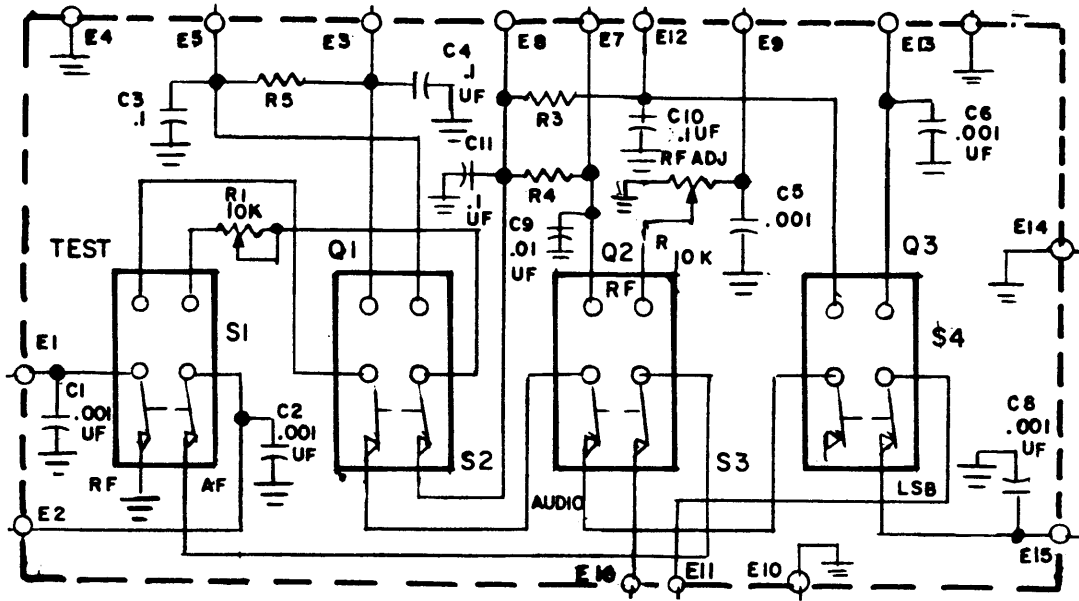 E4
E5
E3
E8
E7
E12
E9
E13
C4
.1
UF
R5
C3
.1
R3
C10
.1UF
C6
.001
UF
C11
.1
UF
R4
RF ADJ
R1
10K
C5
.001
C9
.01
UF
R
10K
E14
TEST
Q1
Q2
RF
Q3
S1
S4
E1
C1
.001
UF
C2
.001
UF
C8
.001
UF
S2
S3
RF
AF
AUDIO
LSB
E2
E11
E10
E15